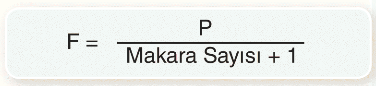 F = P / Makara Sayısı + 1